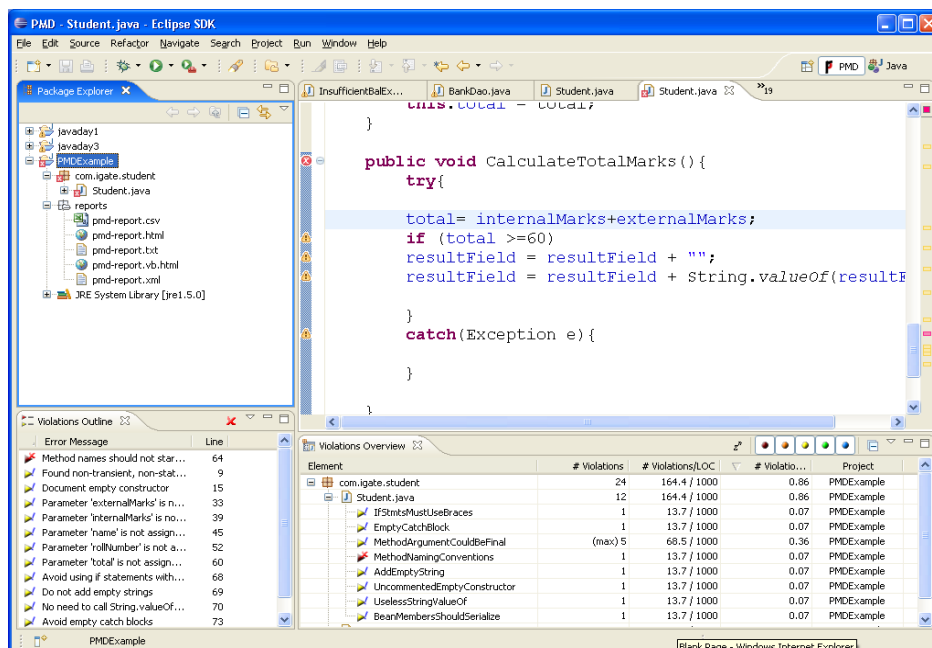 PMD - Student.java - Eclipse SDK
File Edit Source Refactor Navigate Search Project Run Window Help
PMD Java
Package Explorer
javaday1
javaday3
PMDExample
com.igate.student
Student.java
reports
pmd-report.csv
pmd-report.html
pmd-report.txt
pmd-report.vb.html
pmd-report.xml
JRE System Library [jre1.5.0]
InsufficientBalEx... BankDao.java Student.java Student.java »19
this.total = total;
}
public void CalculateTotalMarks(){
try{
total= internalMarks+externalMarks;
if (total >=60)
resultField = resultField + "";
resultField = resultField + String.valueOf(resultF
}
catch(Exception e){
}
}
Violations Outline
Error Message Line
Method names should not star... 64
Found non-transient, non-stat... 9
Document empty constructor 15
Parameter 'externalMarks' is n... 33
Parameter 'internalMarks' is no... 39
Parameter 'name' is not assign... 45
Parameter 'rollNumber' is not a... 52
Parameter 'total' is not assign... 60
Avoid using if statements with... 68
Do not add empty strings 69
No need to call String.valueOf... 70
Avoid empty catch blocks 73
Violations Overview
Element # Violations # Violations/LOC # Violatio... Project
com.igate.student 24 164.4 / 1000 0.86 PMDExample
Student.java 12 164.4 / 1000 0.86 PMDExample
IfStmtsMustUseBraces 1 13.7 / 1000 0.07 PMDExample
EmptyCatchBlock 1 13.7 / 1000 0.07 PMDExample
MethodArgumentCouldBeFinal (max) 5 68.5 / 1000 0.36 PMDExample
MethodNamingConventions 1 13.7 / 1000 0.07 PMDExample
AddEmptyString 1 13.7 / 1000 0.07 PMDExample
UncommentedEmptyConstructor 1 13.7 / 1000 0.07 PMDExample
UselessStringValueOf 1 13.7 / 1000 0.07 PMDExample
BeanMembersShouldSerialize 1 13.7 / 1000 0.07 PMDExample
PMDExample
Blank Page - Windows Internet Explorer